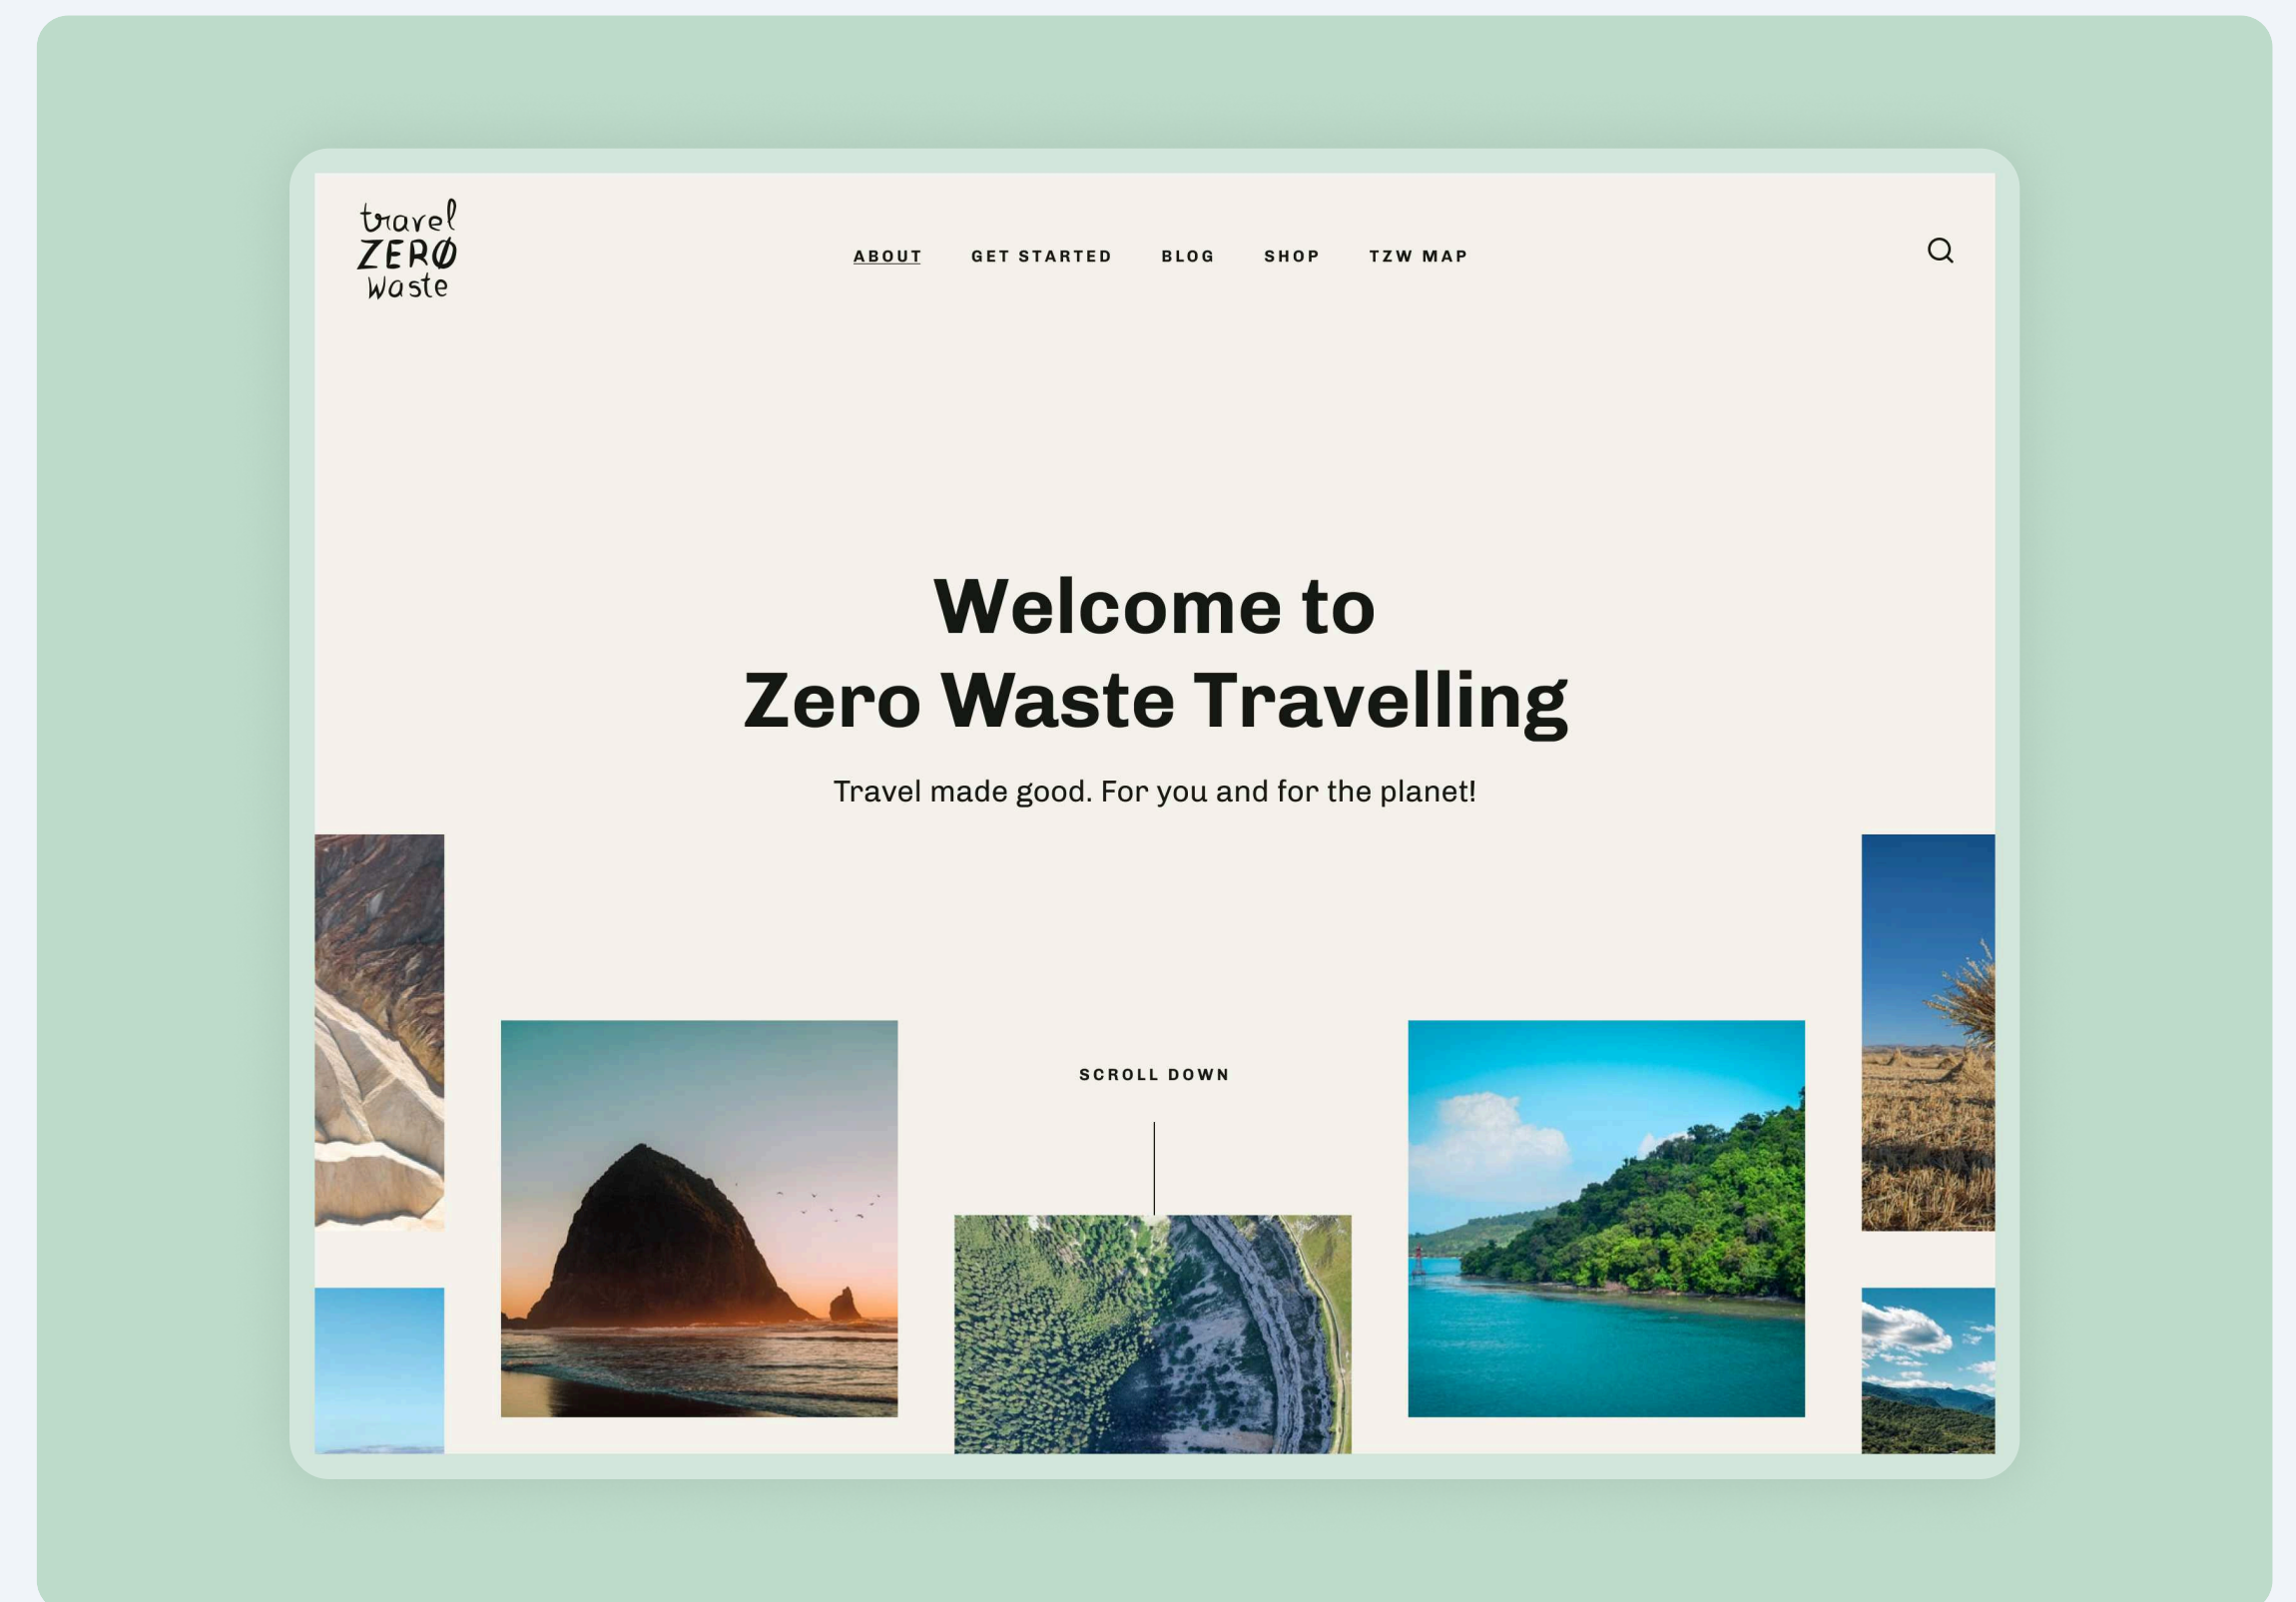 travel
ZERØ
waste
ABOUT GET STARTED BLOG SHOP TZW MAP
Welcome to
Zero Waste Travelling
Travel made good. For you and for the planet!
SCROLL DOWN